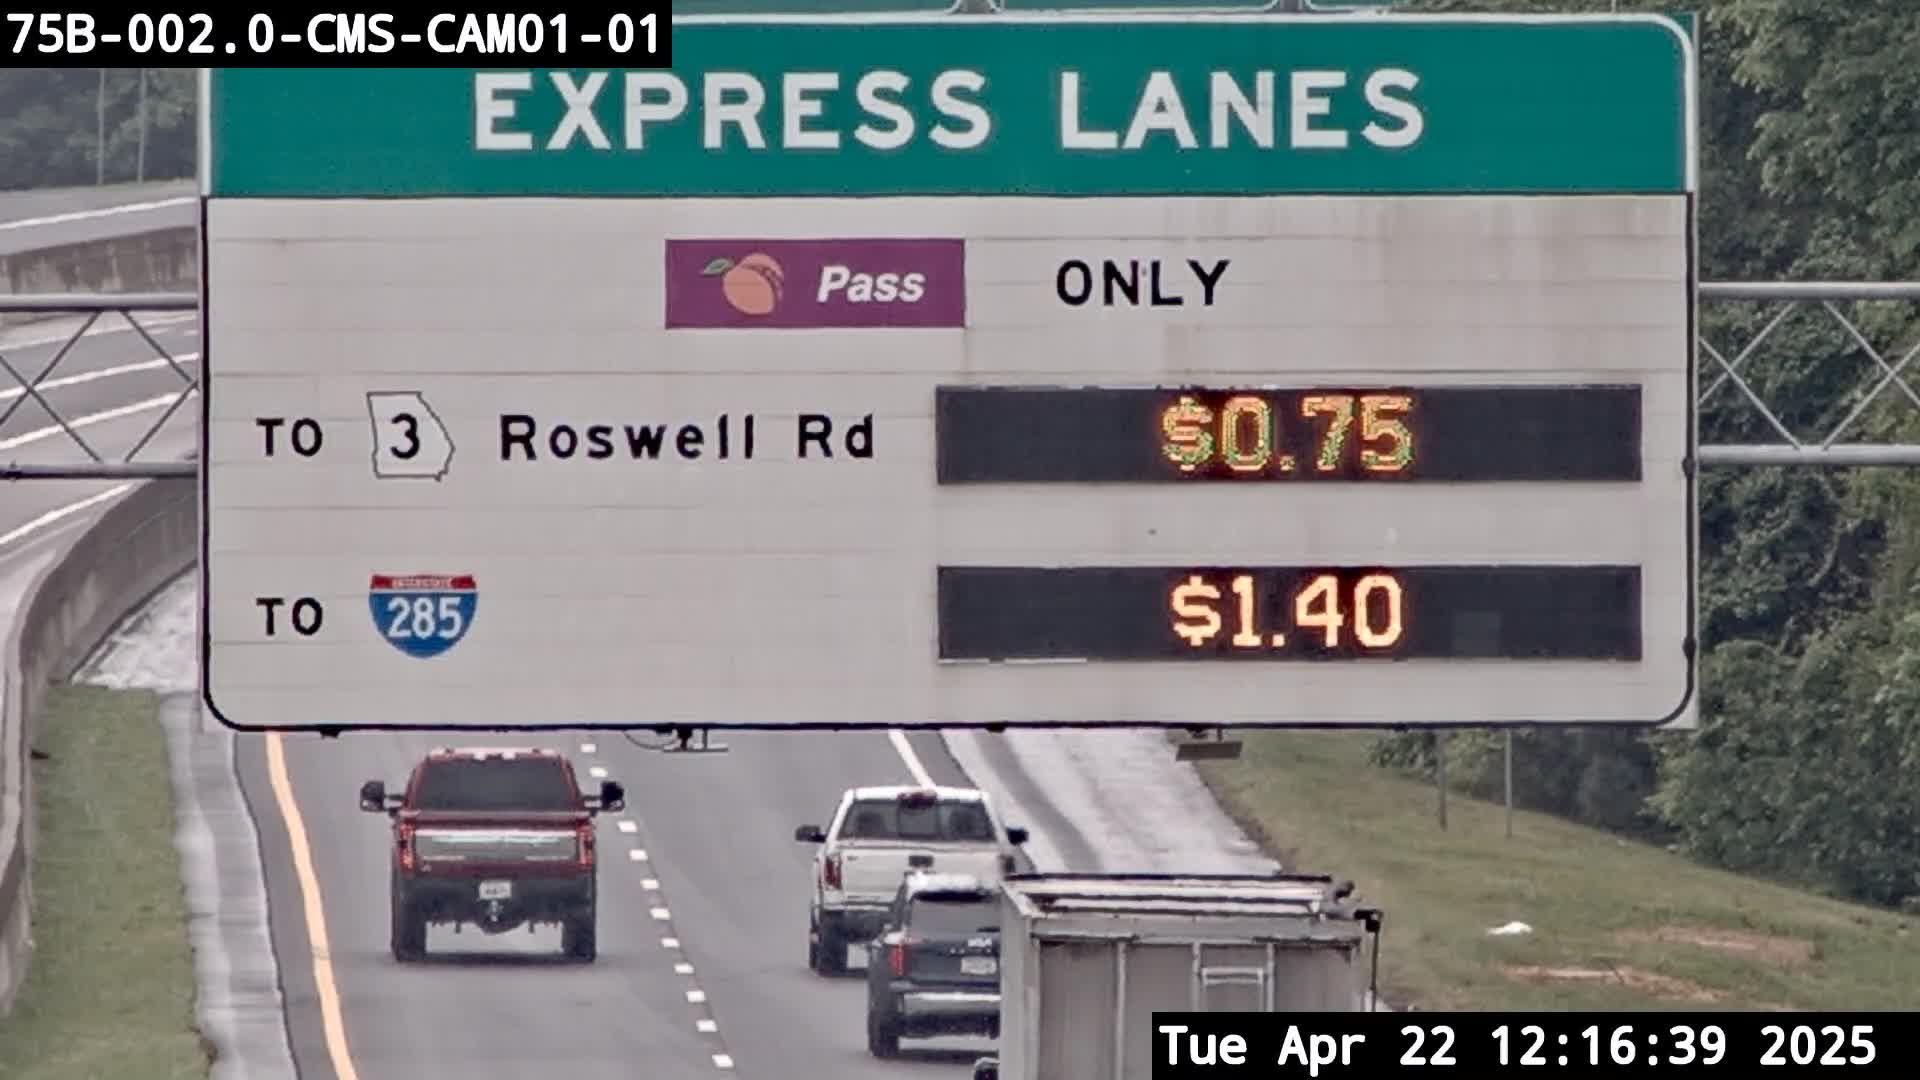 75B-002.0-CMS-CAM01-01
EXPRESS LANES
Pass ONLY
TO 3 Roswell Rd $0.75
TO INTERSTATE 285 $1.40
Tue Apr 22 12:16:39 2025